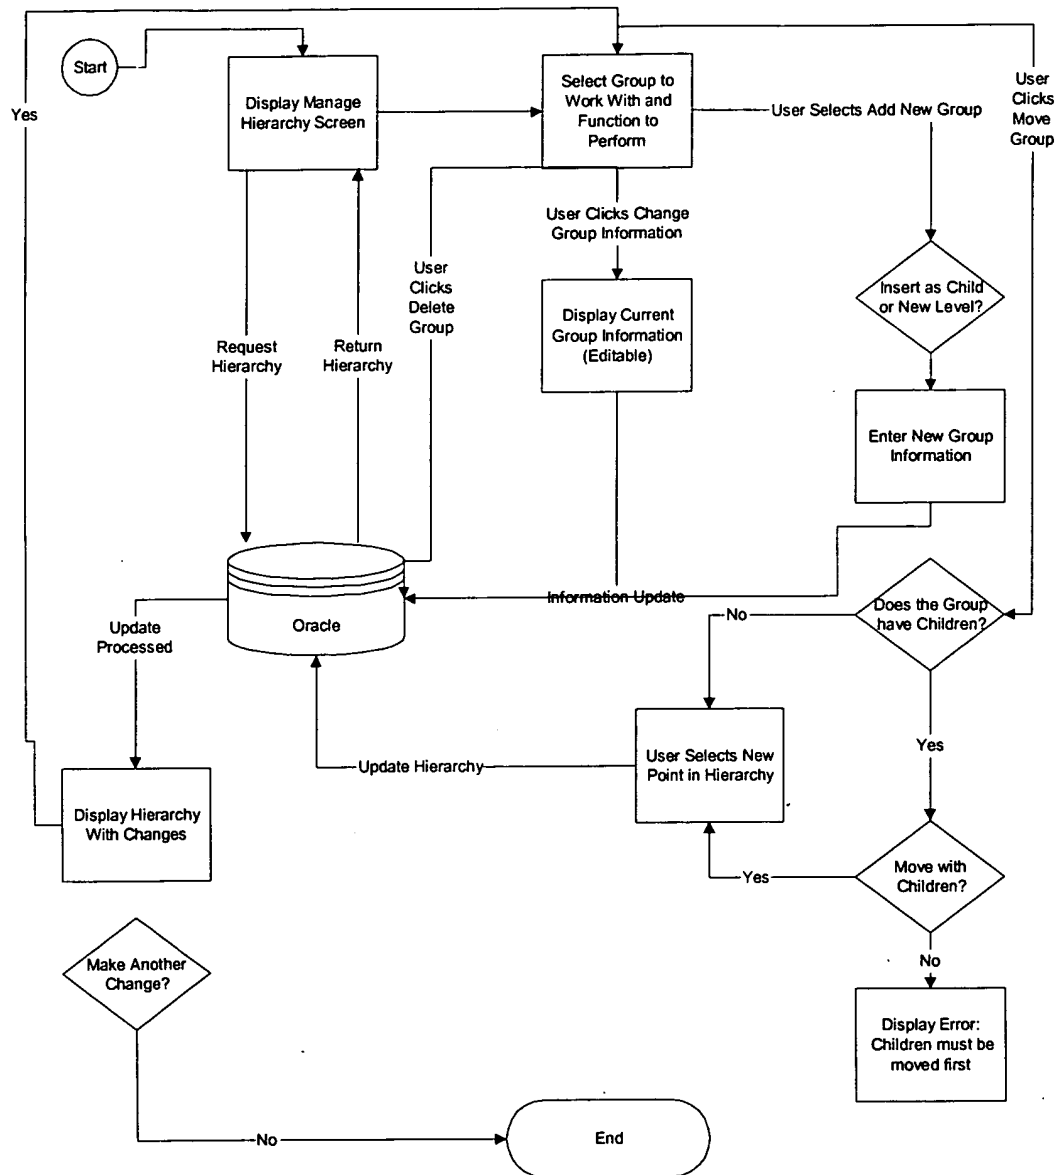 Start
Yes
Display Manage
Hierarchy Screen
Select Group to
Work With and
Function to
Perform
User Selects Add New Group
User
Clicks
Move
Group
User Clicks Change
Group Information
User
Clicks
Delete
Group
Insert as Child
or New Level?
Display Current
Group Information
(Editable)
Request
Hierarchy
Return
Hierarchy
Enter New Group
Information
Oracle
Information Update
Does the Group
have Children?
No
Update
Processed
Yes
User Selects New
Point in Hierarchy
Update Hierarchy
Display Hierarchy
With Changes
Move with
Children?
Yes
No
Make Another
Change?
Display Error:
Children must be
moved first
No
End